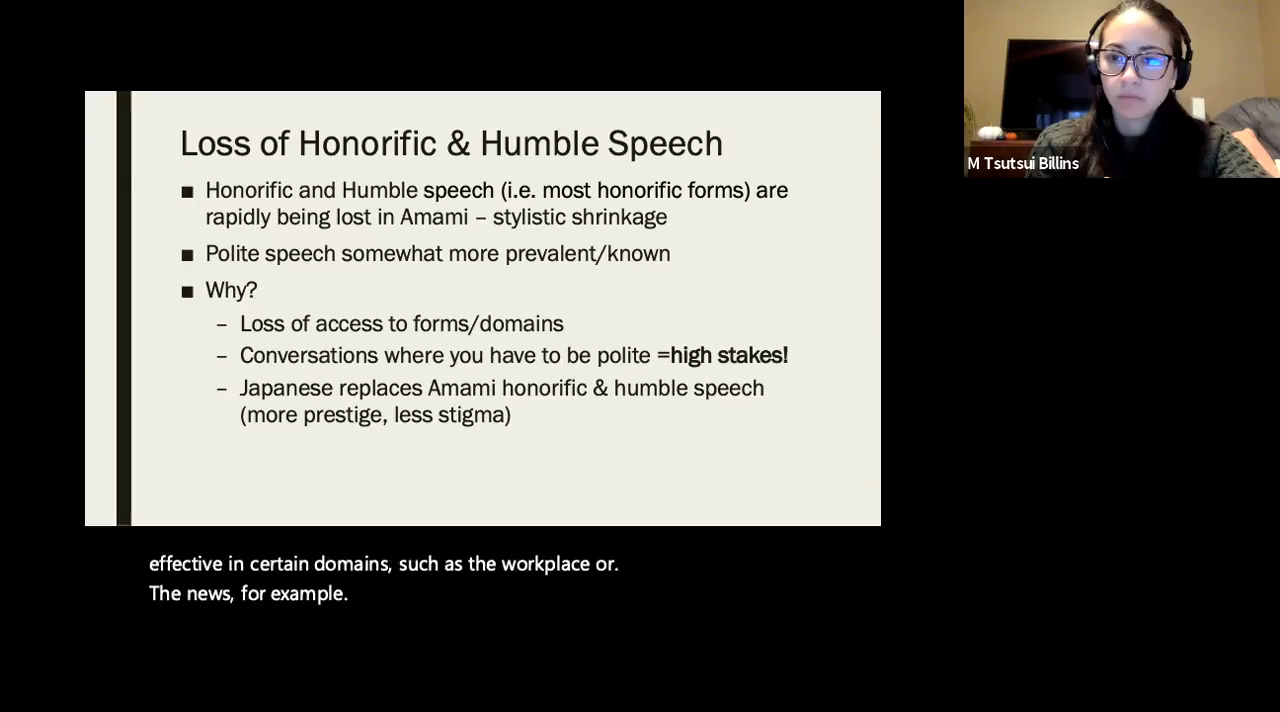 Loss of Honorific & Humble Speech
■ Honorific and Humble speech (i.e. most honorific forms) are
rapidly being lost in Amami – stylistic shrinkage
■ Polite speech somewhat more prevalent/known
■ Why?
– Loss of access to forms/domains
– Conversations where you have to be polite =high stakes!
– Japanese replaces Amami honorific & humble speech
(more prestige, less stigma)
M Tsutsui Billins
effective in certain domains, such as the workplace or.
The news, for example.